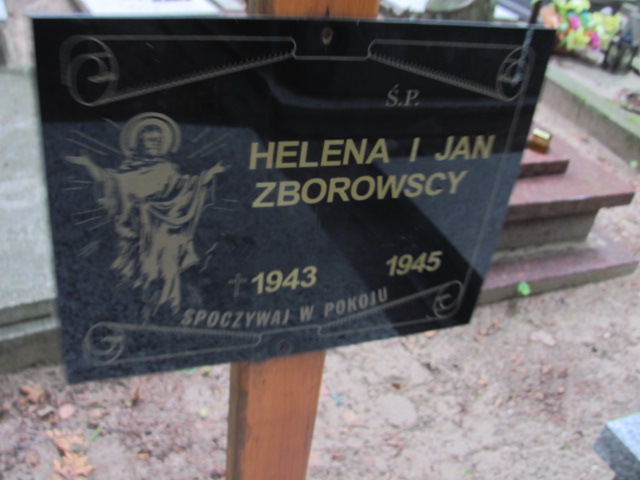 Ś.P.
HELENA I JAN
ZBOROWSCY
†1943 1945
SPOCZYWAJ W POKOJU